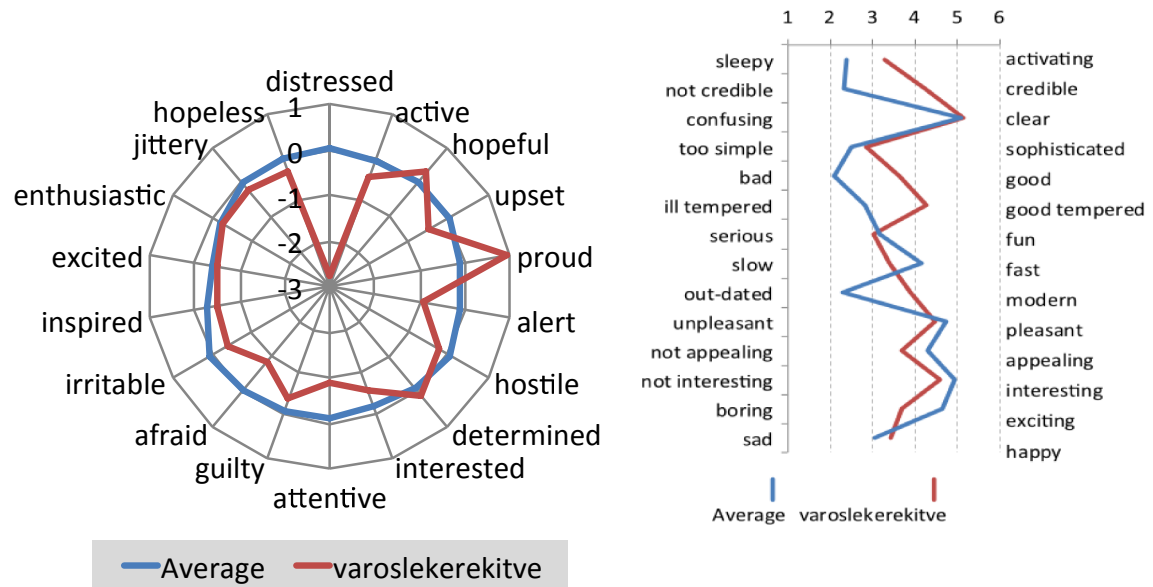 distressed
active
hopeful
upset
proud
alert
hostile
determined
interested
attentive
guilty
afraid
irritable
inspired
excited
enthusiastic
jittery
hopeless
1
0
-1
-2
-3
Average varoslekerekitve
1 2 3 4 5 6
sleepy activating
not credible credible
confusing clear
too simple sophisticated
bad good
ill tempered good tempered
serious fun
slow fast
out-dated modern
unpleasant pleasant
not appealing appealing
not interesting interesting
boring exciting
sad happy
Average varoslekerekitve